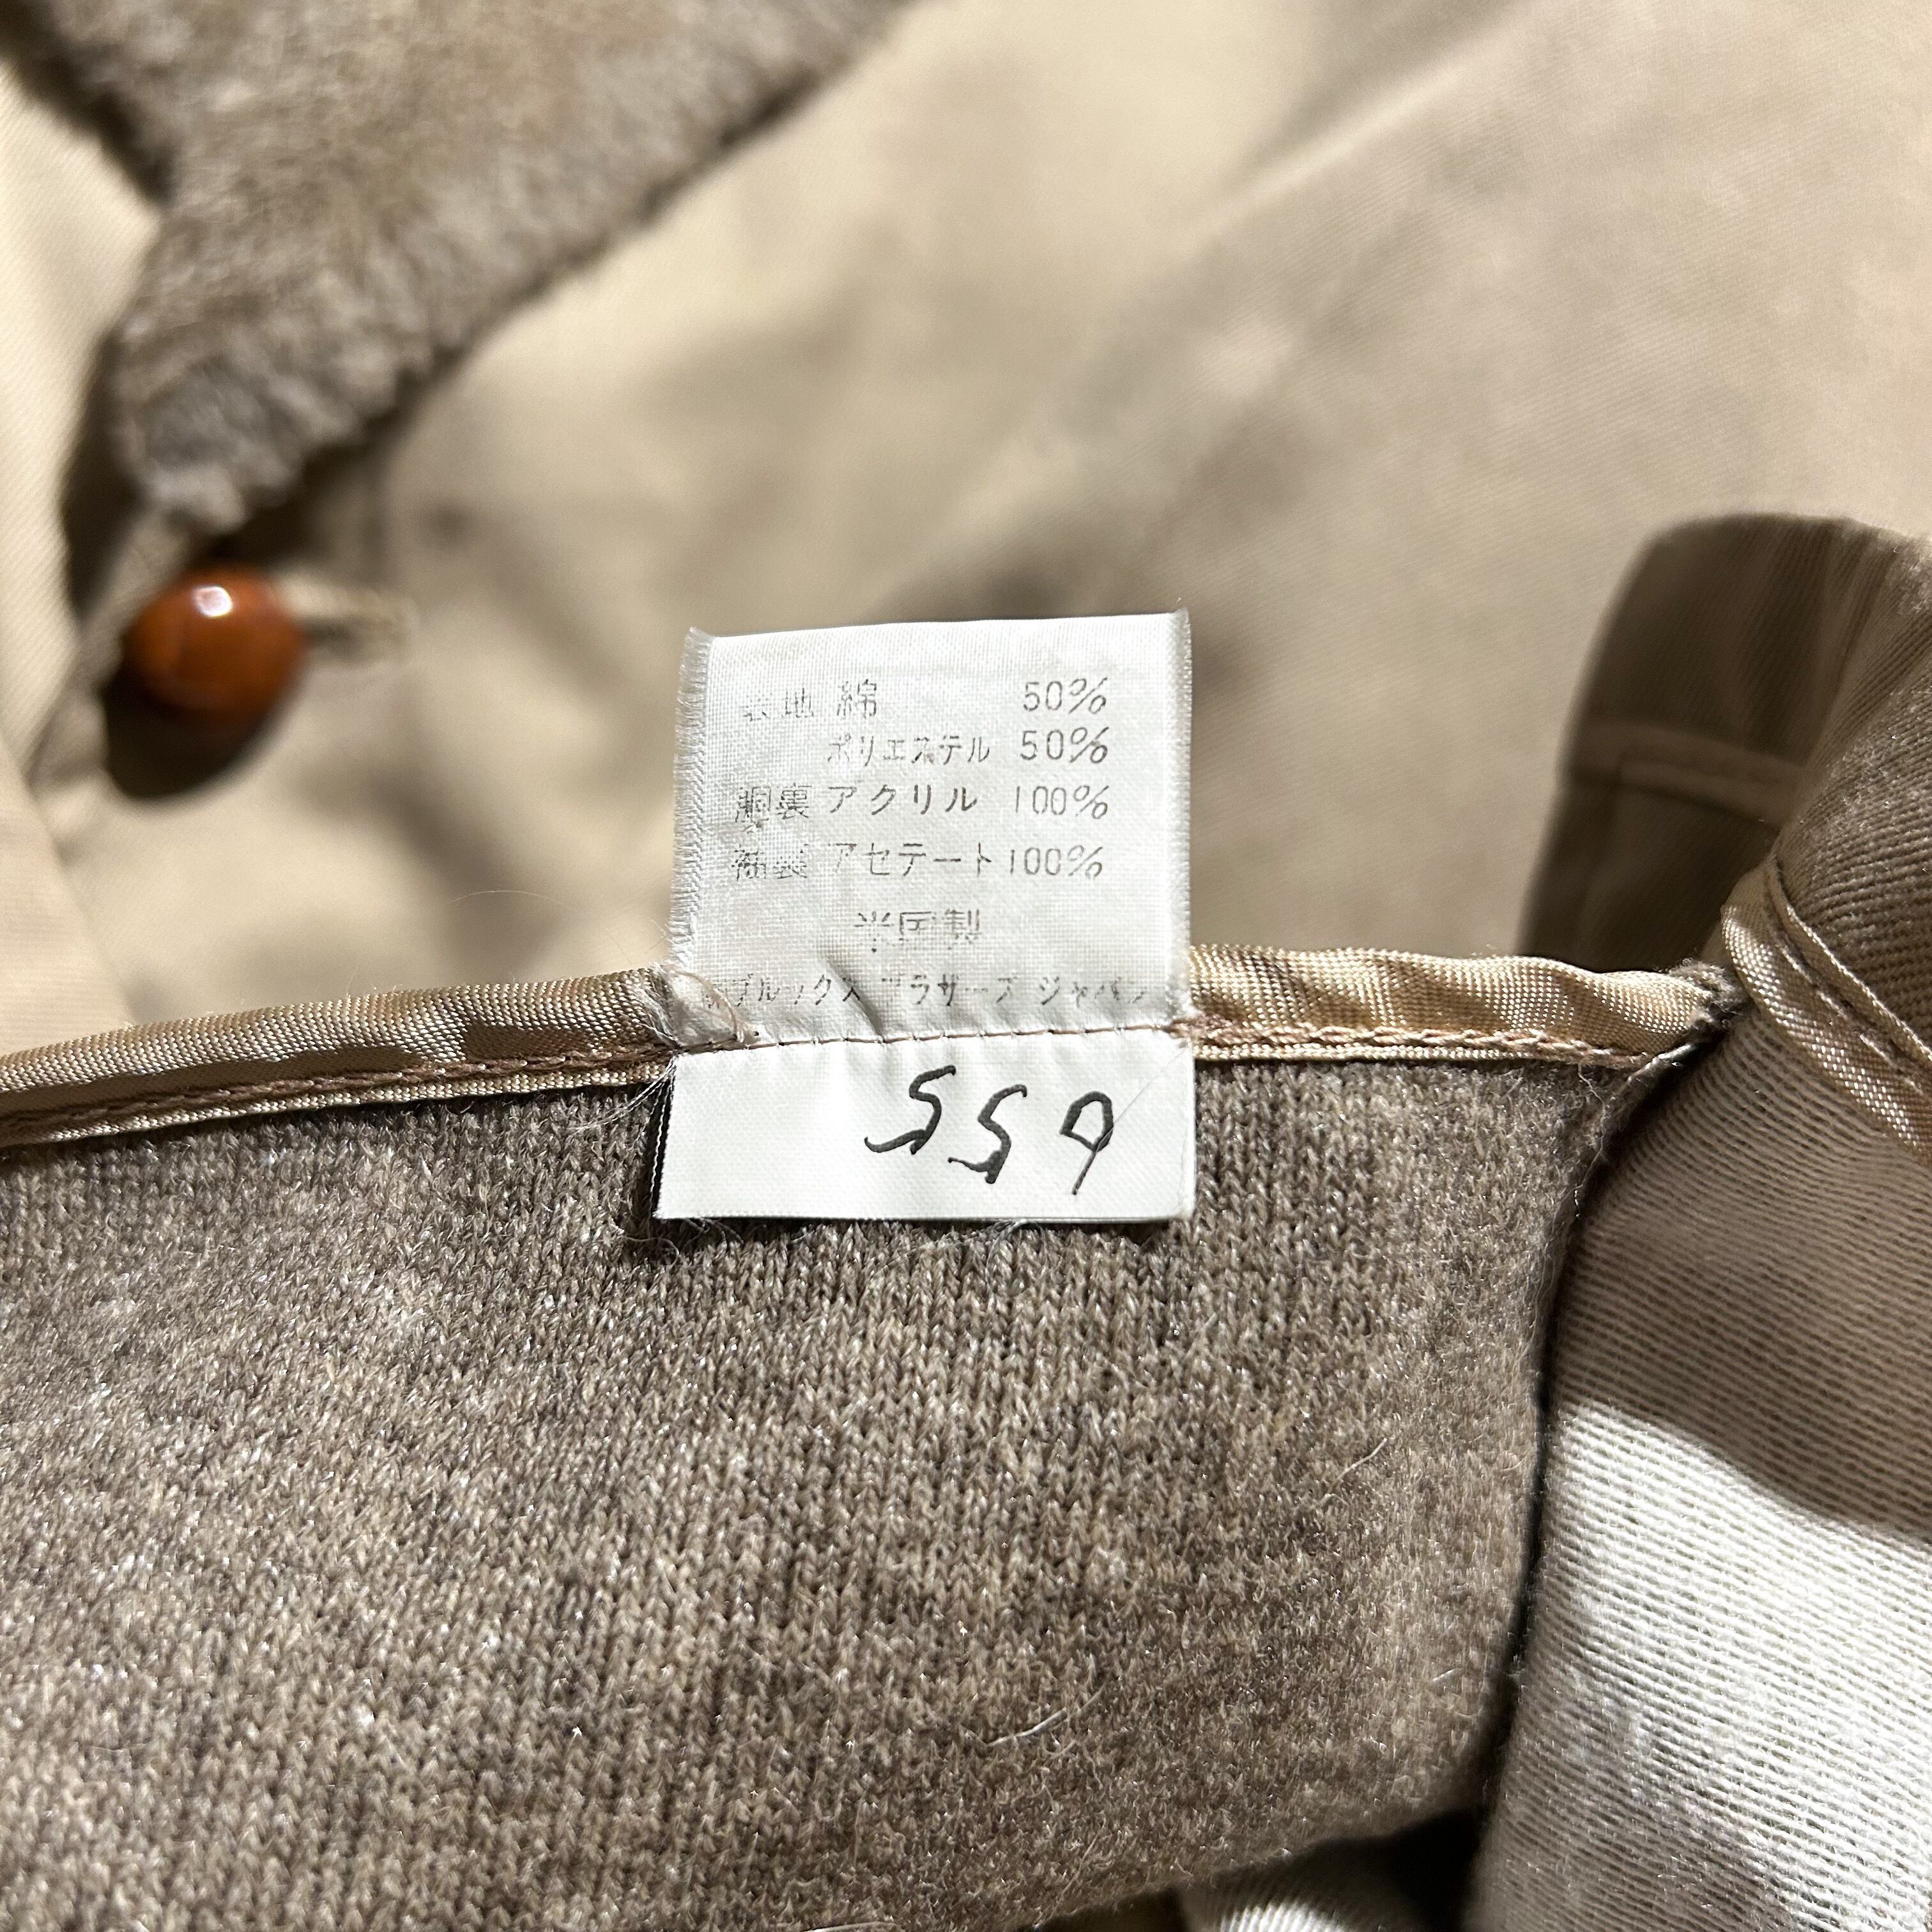 表地 綿 50%
ポリエステル 50%
胴裏 アクリル 100%
袖裏 アセテート 100%
米国製
ブルックス ブラザーズ ジャパン
655